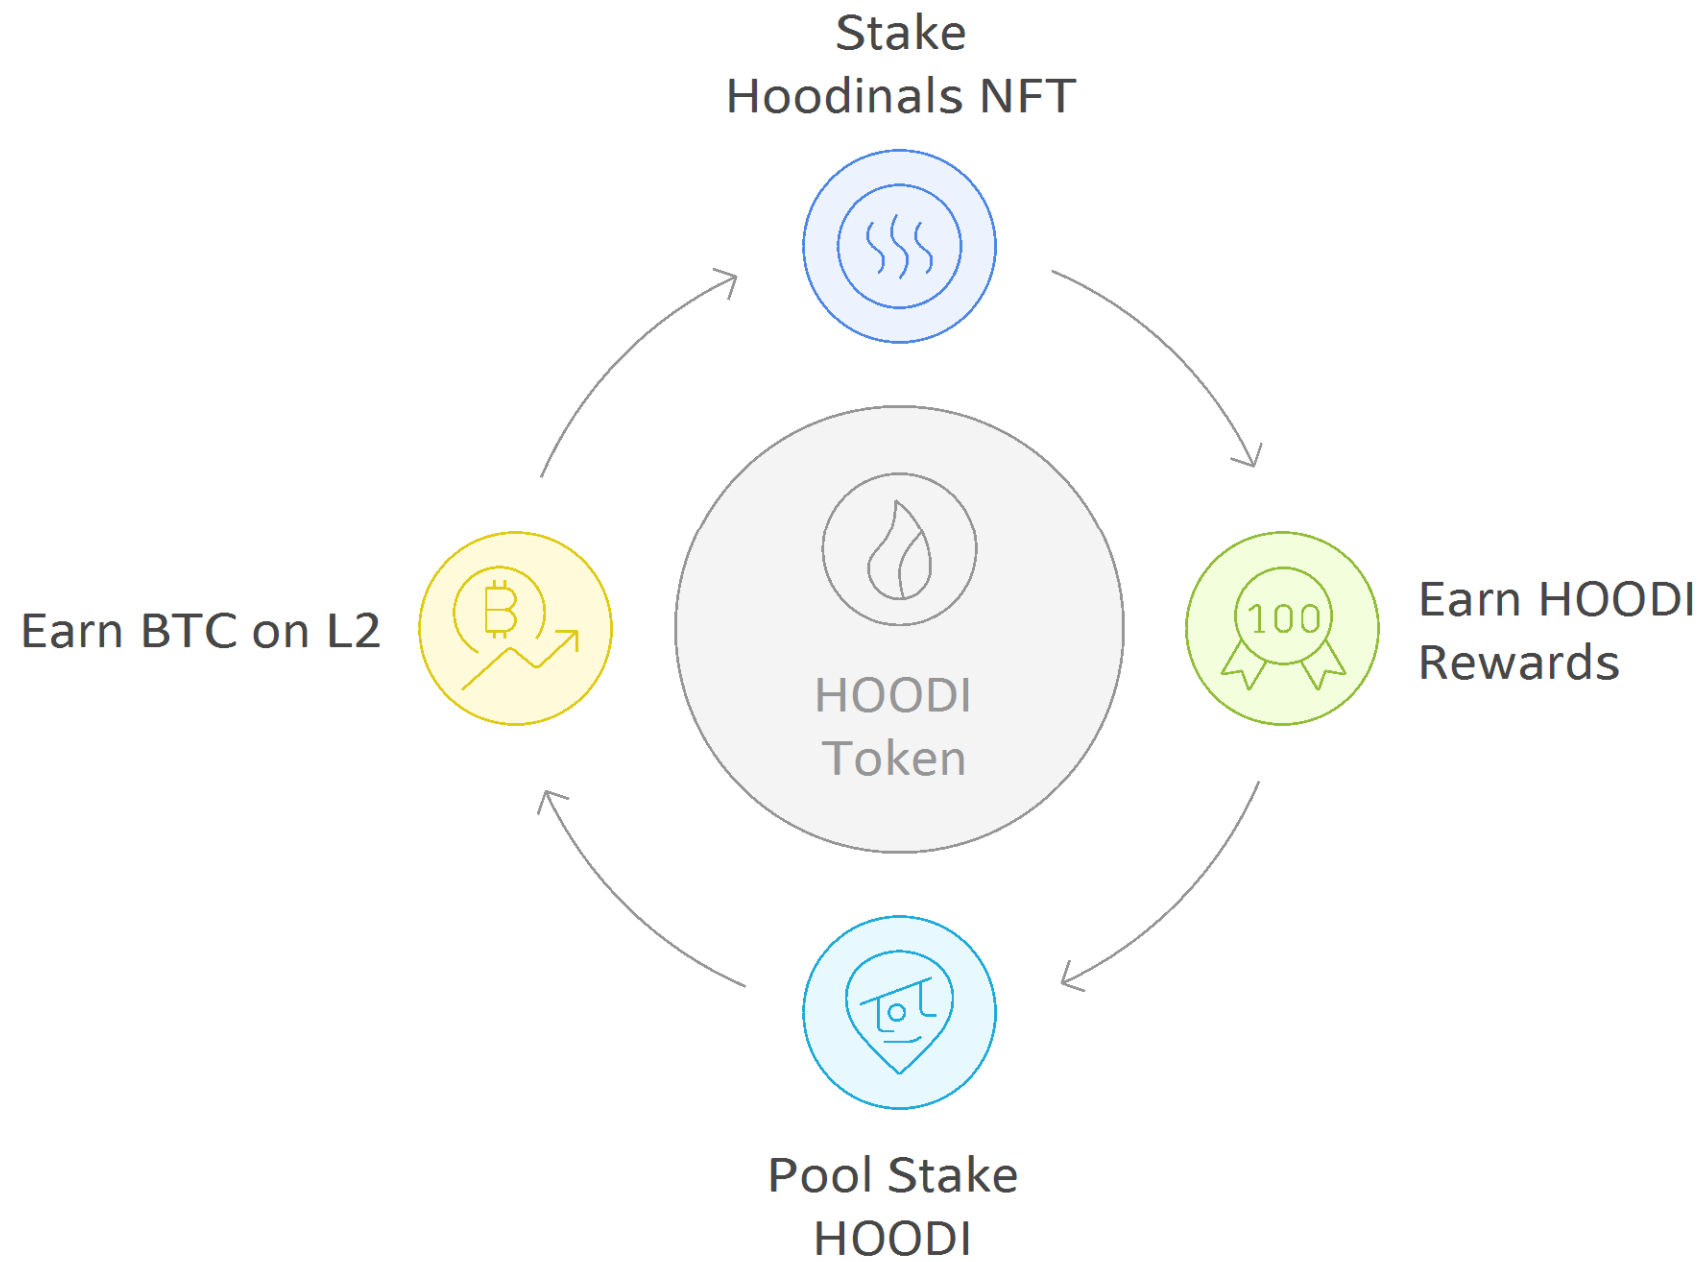 Stake
Hoodinals NFT
Earn HOODI
Rewards
100
Pool Stake
HOODI
Earn BTC on L2
HOODI
Token